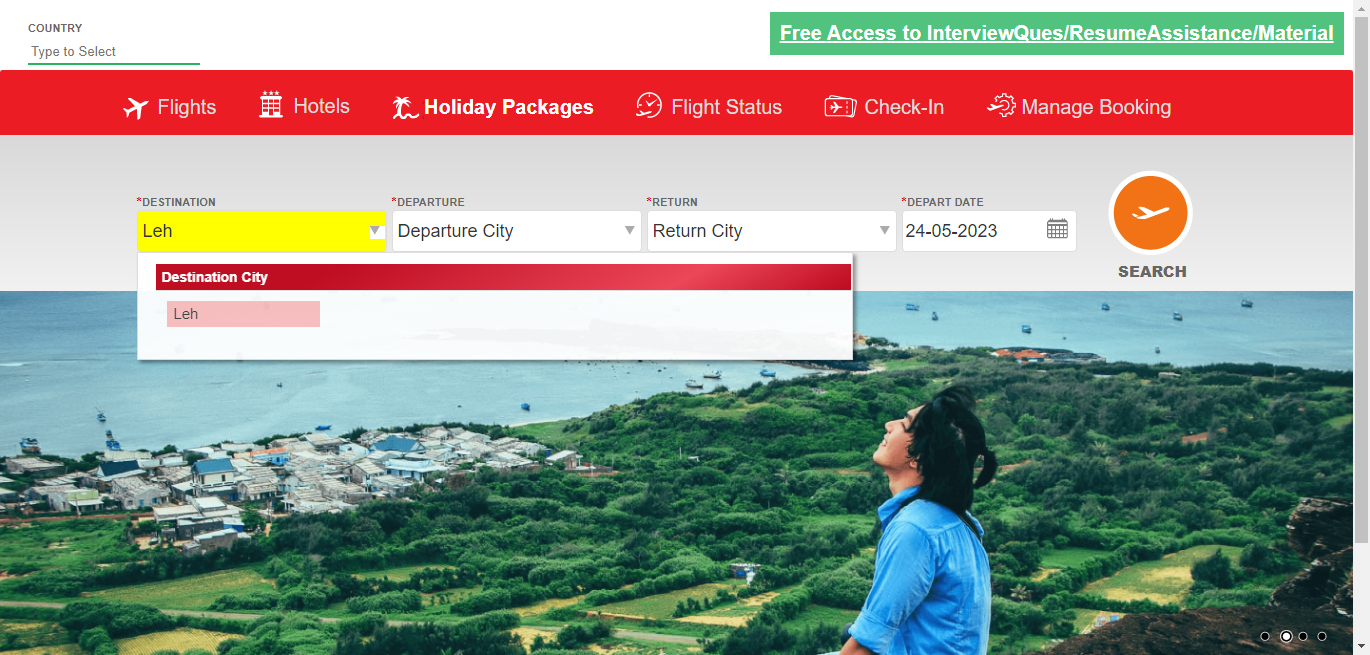 COUNTRY
Type to Select
Free Access to InterviewQues/ResumeAssistance/Material
Flights Hotels Holiday Packages Flight Status Check-In Manage Booking
*DESTINATION *DEPARTURE *RETURN *DEPART DATE
Leh Departure City Return City 24-05-2023
SEARCH
Destination City
Leh